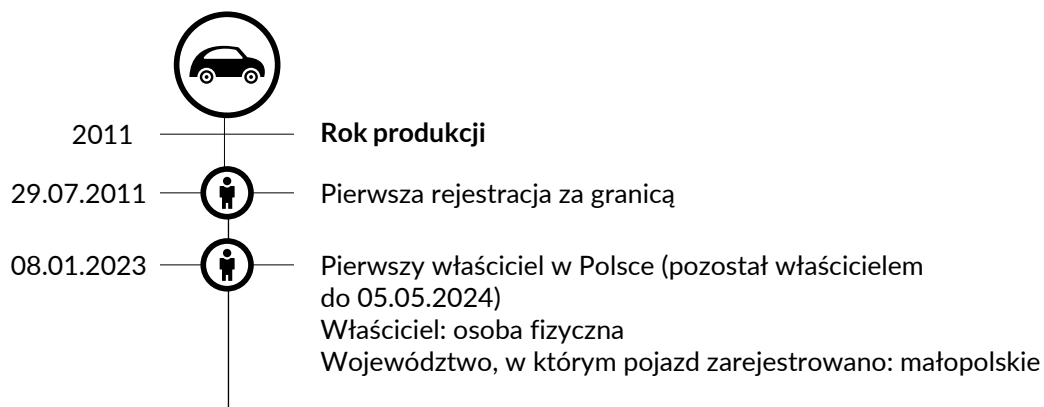 2011 Rok produkcji
29.07.2011 Pierwsza rejestracja za granicą
08.01.2023 Pierwszy właściciel w Polsce (pozostał właścicielem
do 05.05.2024)
Właściciel: osoba fizyczna
Województwo, w którym pojazd zarejestrowano: małopolskie